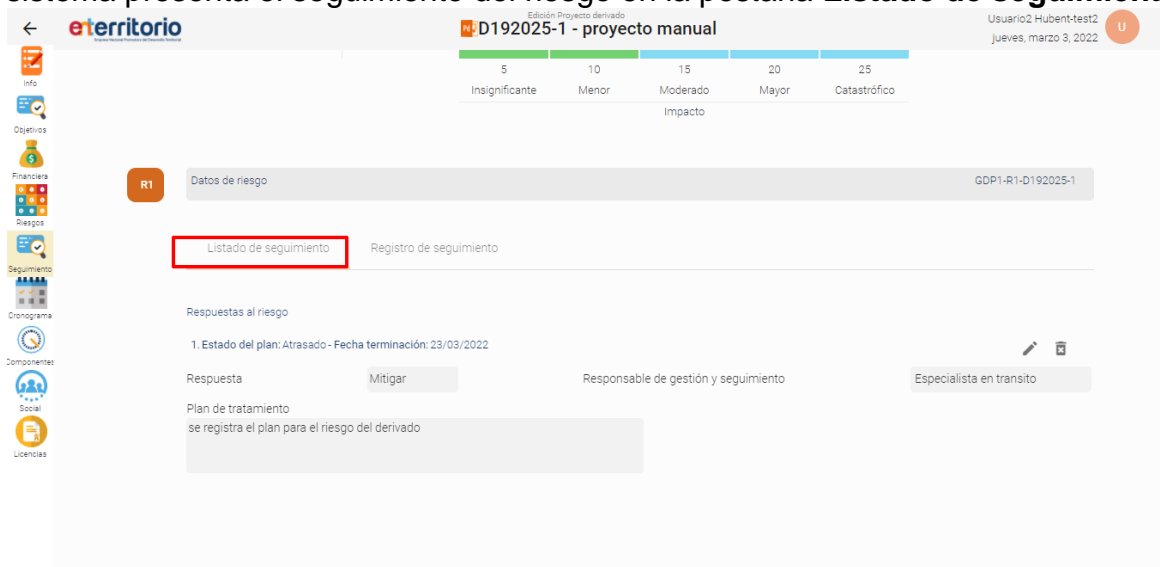 sistema presenta el seguimiento del riesgo en la pestaña Listado de seguimient
eterritorio
Edición Proyecto derivado
D192025-1 - proyecto manual
Usuario2 Hubent-test2
jueves, marzo 3, 2022
U
Info
Objetivos
Financiera
Riesgos
Seguimiento
Cronograma
Componentes
Social
Licencias
5 10 15 20 25
Insignificante Menor Moderado Mayor Catastrófico
Impacto
R1 Datos de riesgo GDP1-R1-D192025-1
Listado de seguimiento Registro de seguimiento
Respuestas al riesgo
1. Estado del plan: Atrasado - Fecha terminación: 23/03/2022
Respuesta Mitigar Responsable de gestión y seguimiento Especialista en transito
Plan de tratamiento
se registra el plan para el riesgo del derivado